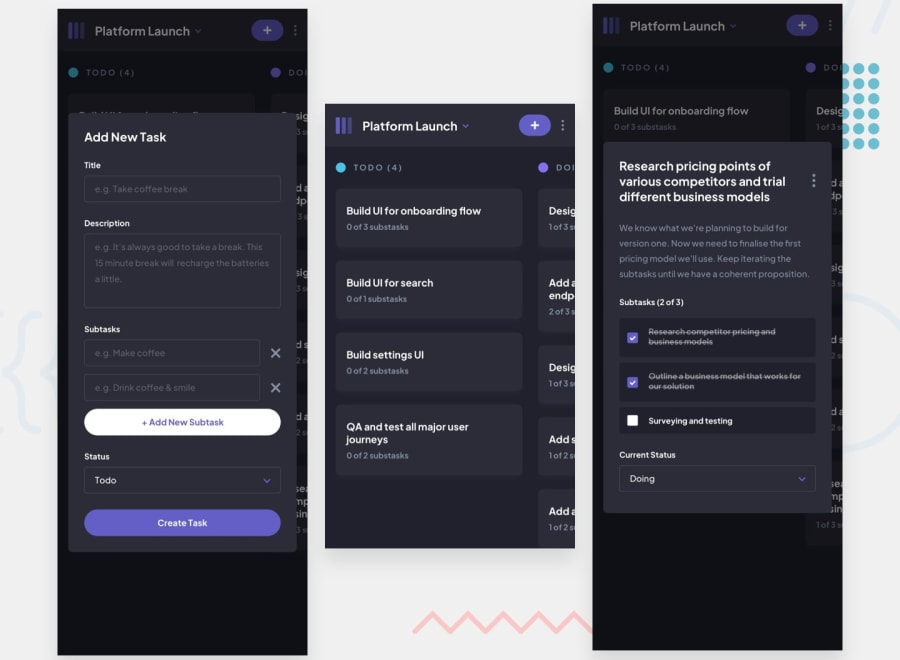 Platform Launch
TODO (4)
Add New Task
Title
e.g. Take coffee break
Description
e.g. It's always good to take a break. This
15 minute break will recharge the batteries
a little.
Subtasks
e.g. Make coffee
e.g. Drink coffee & smile
+ Add New Subtask
Status
Todo
Create Task
Platform Launch
TODO (4)
DOI
Build UI for onboarding flow
0 of 3 substasks
Build UI for search
0 of 1 substasks
Build settings UI
0 of 2 substasks
QA and test all major user
journeys
0 of 2 substasks
Desig
1 of 3 s
Add a
endpo
2 of 3 s
Desig
1 of 3 s
Add s
1 of 2 s
Add a
1 of 2 s
Platform Launch
TODO (4)
Build UI for onboarding flow
0 of 3 substasks
Desig
1 of 3 s
Research pricing points of
various competitors and trial
different business models
We know what we're planning to build for
version one. Now we need to finalise the first
pricing model we'll use. Keep iterating the
subtasks until we have a coherent proposition.
Subtasks (2 of 3)
Research competitor pricing and
business models
Outline a business model that works for
our solution
Surveying and testing
Current Status
Doing
1 of 3 s